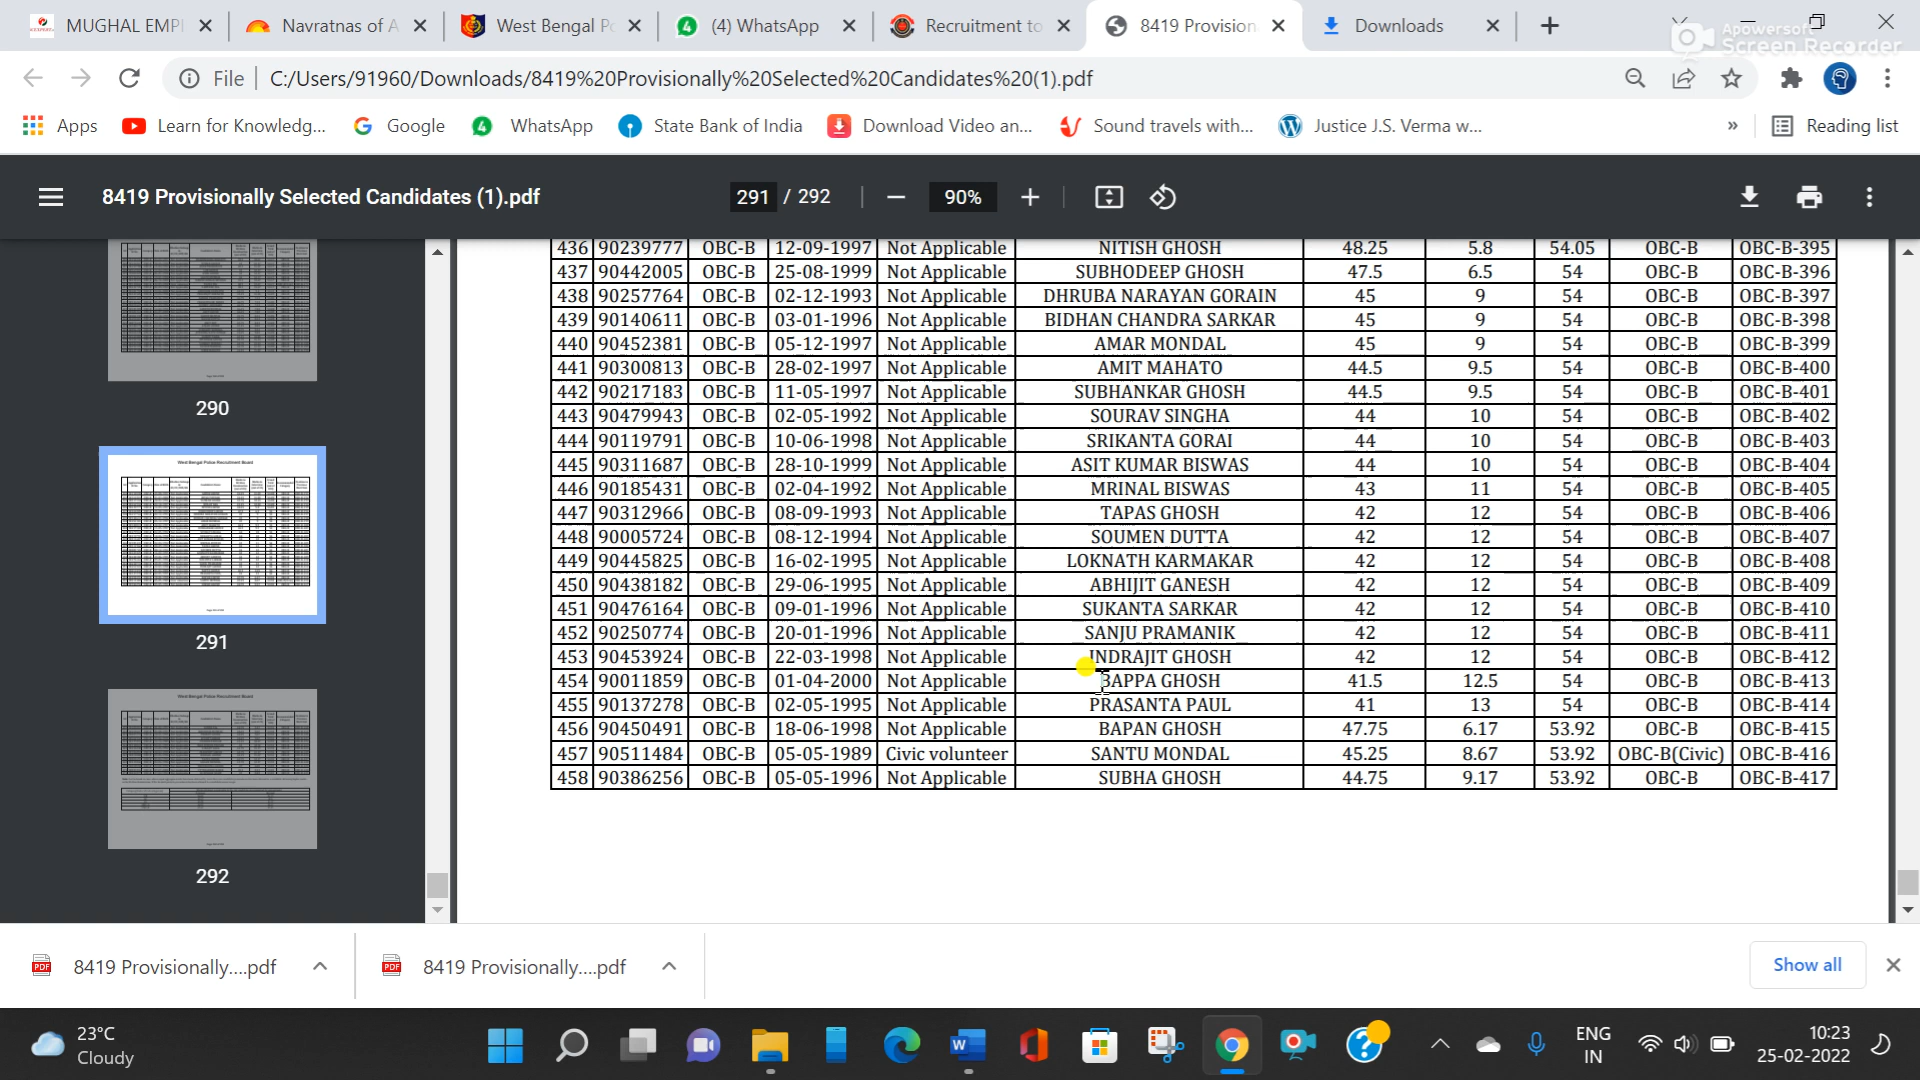 MUGHAL EMPI
Navratnas of A
West Bengal Po
(4) WhatsApp
Recruitment to
8419 Provision
Downloads
Apowersoft
Screen Recorder
File C:/Users/91960/Downloads/8419%20Provisionally%20Selected%20Candidates%20(1).pdf
Apps Learn for Knowledg... Google WhatsApp State Bank of India Download Video an... Sound travels with... Justice J.S. Verma w... » Reading list
8419 Provisionally Selected Candidates (1).pdf 291 / 292 90%
290
West Bengal Police Recruitment Board
291
West Bengal Police Recruitment Board
292
436 90239777 OBC-B 12-09-1997 Not Applicable NITISH GHOSH 48.25 5.8 54.05 OBC-B OBC-B-395
437 90442005 OBC-B 25-08-1999 Not Applicable SUBHODEEP GHOSH 47.5 6.5 54 OBC-B OBC-B-396
438 90257764 OBC-B 02-12-1993 Not Applicable DHRUBA NARAYAN GORAIN 45 9 54 OBC-B OBC-B-397
439 90140611 OBC-B 03-01-1996 Not Applicable BIDHAN CHANDRA SARKAR 45 9 54 OBC-B OBC-B-398
440 90452381 OBC-B 05-12-1997 Not Applicable AMAR MONDAL 45 9 54 OBC-B OBC-B-399
441 90300813 OBC-B 28-02-1997 Not Applicable AMIT MAHATO 44.5 9.5 54 OBC-B OBC-B-400
442 90217183 OBC-B 11-05-1997 Not Applicable SUBHANKAR GHOSH 44.5 9.5 54 OBC-B OBC-B-401
443 90479943 OBC-B 02-05-1992 Not Applicable SOURAV SINGHA 44 10 54 OBC-B OBC-B-402
444 90119791 OBC-B 10-06-1998 Not Applicable SRIKANTA GORAI 44 10 54 OBC-B OBC-B-403
445 90311687 OBC-B 28-10-1999 Not Applicable ASIT KUMAR BISWAS 44 10 54 OBC-B OBC-B-404
446 90185431 OBC-B 02-04-1992 Not Applicable MRINAL BISWAS 43 11 54 OBC-B OBC-B-405
447 90312966 OBC-B 08-09-1993 Not Applicable TAPAS GHOSH 42 12 54 OBC-B OBC-B-406
448 90005724 OBC-B 08-12-1994 Not Applicable SOUMEN DUTTA 42 12 54 OBC-B OBC-B-407
449 90445825 OBC-B 16-02-1995 Not Applicable LOKNATH KARMAKAR 42 12 54 OBC-B OBC-B-408
450 90438182 OBC-B 29-06-1995 Not Applicable ABHIJIT GANESH 42 12 54 OBC-B OBC-B-409
451 90476164 OBC-B 09-01-1996 Not Applicable SUKANTA SARKAR 42 12 54 OBC-B OBC-B-410
452 90250774 OBC-B 20-01-1996 Not Applicable SANJU PRAMANIK 42 12 54 OBC-B OBC-B-411
453 90453924 OBC-B 22-03-1998 Not Applicable INDRAJIT GHOSH 42 12 54 OBC-B OBC-B-412
454 90011859 OBC-B 01-04-2000 Not Applicable BAPPA GHOSH 41.5 12.5 54 OBC-B OBC-B-413
455 90137278 OBC-B 02-05-1995 Not Applicable PRASANTA PAUL 41 13 54 OBC-B OBC-B-414
456 90450491 OBC-B 18-06-1998 Not Applicable BAPAN GHOSH 47.75 6.17 53.92 OBC-B OBC-B-415
457 90511484 OBC-B 05-05-1989 Civic volunteer SANTU MONDAL 45.25 8.67 53.92 OBC-B(Civic) OBC-B-416
458 90386256 OBC-B 05-05-1996 Not Applicable SUBHA GHOSH 44.75 9.17 53.92 OBC-B OBC-B-417
8419 Provisionally....pdf 8419 Provisionally....pdf Show all
23°C
Cloudy
ENG
IN
10:23
25-02-2022